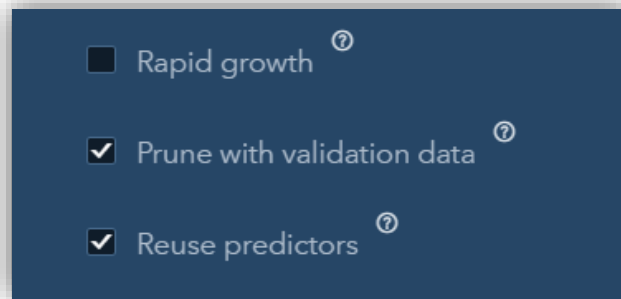 Rapid growth ?
Prune with validation data ?
Reuse predictors ?